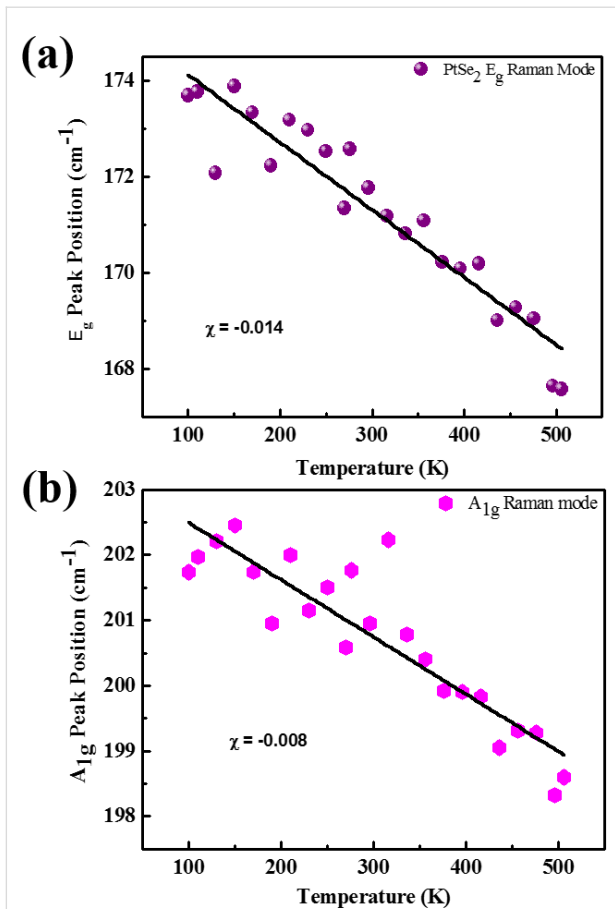 (a)
PtSe2 Eg Raman Mode
174
172
170
168
Eg Peak Position (cm-1)
χ = -0.014
100 200 300 400 500
Temperature (K)
(b)
A1g Raman mode
203
202
201
200
199
198
A1g Peak Position (cm-1)
χ = -0.008
100 200 300 400 500
Temperature (K)